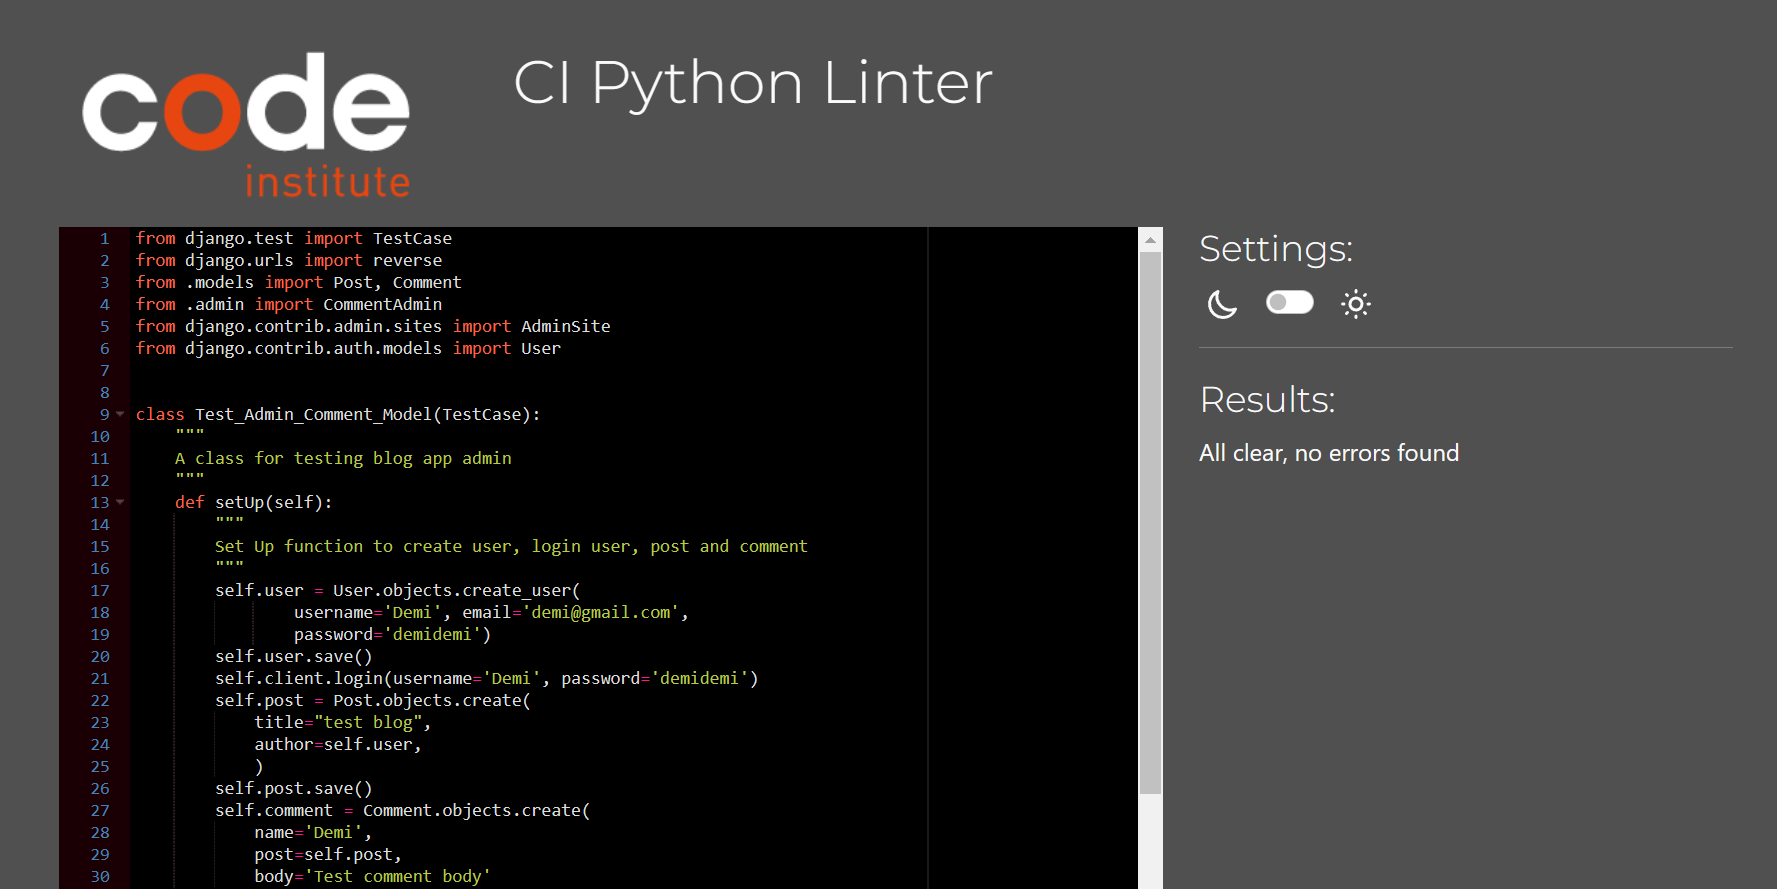 code
institute
CI Python Linter
1 from django.test import TestCase
2 from django.urls import reverse
3 from .models import Post, Comment
4 from .admin import CommentAdmin
5 from django.contrib.admin.sites import AdminSite
6 from django.contrib.auth.models import User
7
8
9 class Test_Admin_Comment_Model(TestCase):
10     """
11     A class for testing blog app admin
12     """
13     def setUp(self):
14         """
15         Set Up function to create user, login user, post and comment
16         """
17         self.user = User.objects.create_user(
18                 username='Demi', email='demi@gmail.com',
19                 password='demidemi')
20         self.user.save()
21         self.client.login(username='Demi', password='demidemi')
22         self.post = Post.objects.create(
23             title="test blog",
24             author=self.user,
25             )
26         self.post.save()
27         self.comment = Comment.objects.create(
28             name='Demi',
29             post=self.post,
30             body='Test comment body'
Settings:
Results:
All clear, no errors found